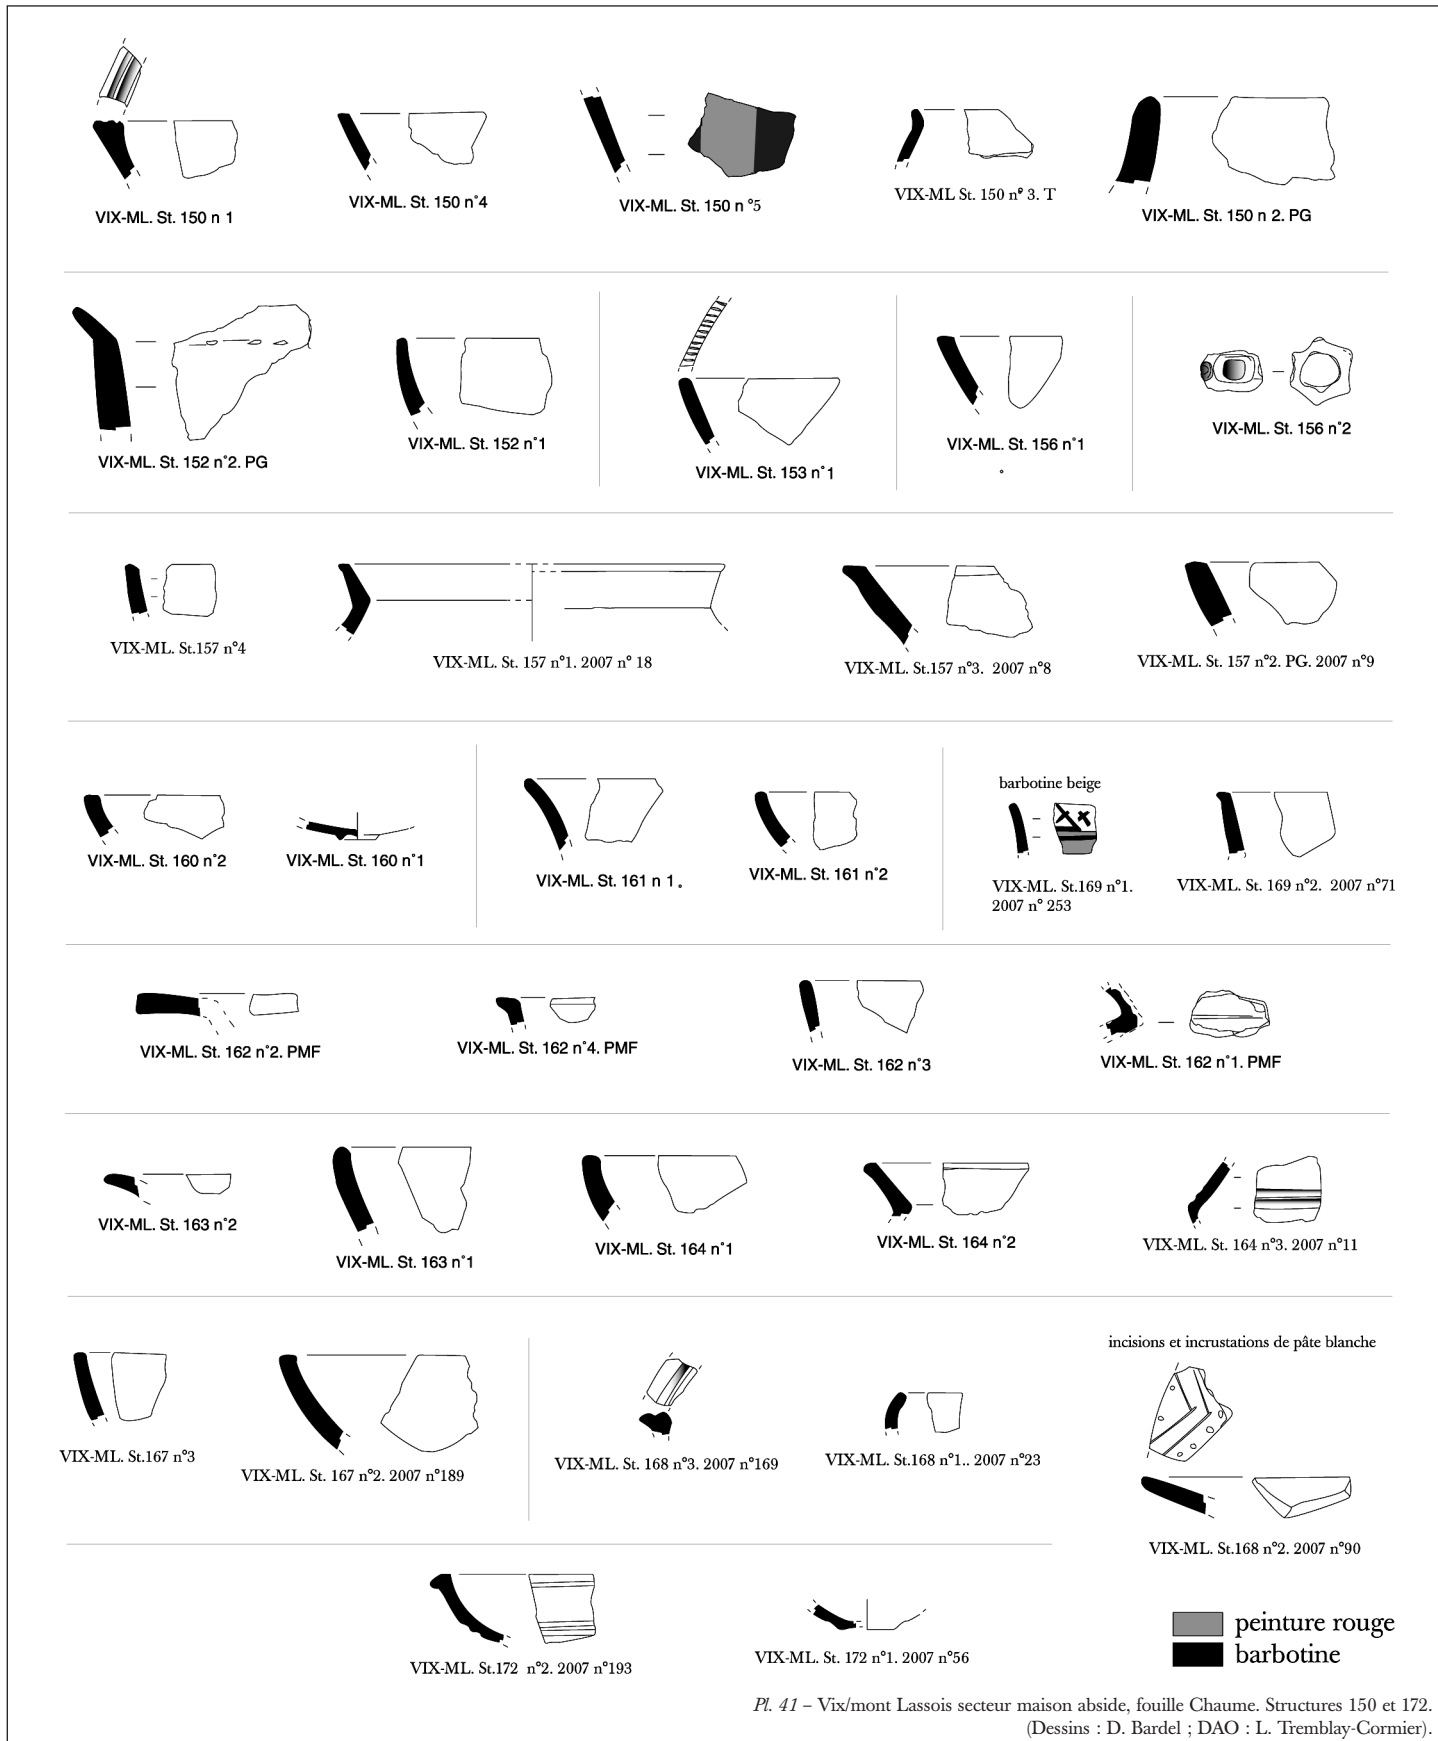 VIX-ML. St. 150 n 1
VIX-ML. St. 150 n°4
VIX-ML. St. 150 n °5
VIX-ML St. 150 n° 3. T
VIX-ML. St. 150 n 2. PG
VIX-ML. St. 152 n°2. PG
VIX-ML. St. 152 n°1
VIX-ML. St. 153 n°1
VIX-ML. St. 156 n°1
VIX-ML. St. 156 n°2
VIX-ML. St.157 n°4
VIX-ML. St. 157 n°1. 2007 n° 18
VIX-ML. St.157 n°3. 2007 n°8
VIX-ML. St. 157 n°2. PG. 2007 n°9
VIX-ML. St. 160 n°2
VIX-ML. St. 160 n°1
VIX-ML. St. 161 n 1 .
VIX-ML. St. 161 n°2
barbotine beige
VIX-ML. St.169 n°1.
2007 n° 253
VIX-ML. St. 169 n°2. 2007 n°71
VIX-ML. St. 162 n°2. PMF
VIX-ML. St. 162 n°4. PMF
VIX-ML. St. 162 n°3
VIX-ML. St. 162 n°1. PMF
VIX-ML. St. 163 n°2
VIX-ML. St. 163 n°1
VIX-ML. St. 164 n°1
VIX-ML. St. 164 n°2
VIX-ML. St. 164 n°3. 2007 n°11
VIX-ML. St.167 n°3
VIX-ML. St. 167 n°2. 2007 n°189
VIX-ML. St. 168 n°3. 2007 n°169
VIX-ML. St.168 n°1.. 2007 n°23
incisions et incrustations de pâte blanche
VIX-ML. St.168 n°2. 2007 n°90
VIX-ML. St.172 n°2. 2007 n°193
VIX-ML. St. 172 n°1. 2007 n°56
peinture rouge
barbotine
Pl. 41 – Vix/mont Lassois secteur maison abside, fouille Chaume. Structures 150 et 172.
(Dessins : D. Bardel ; DAO : L. Tremblay-Cormier).